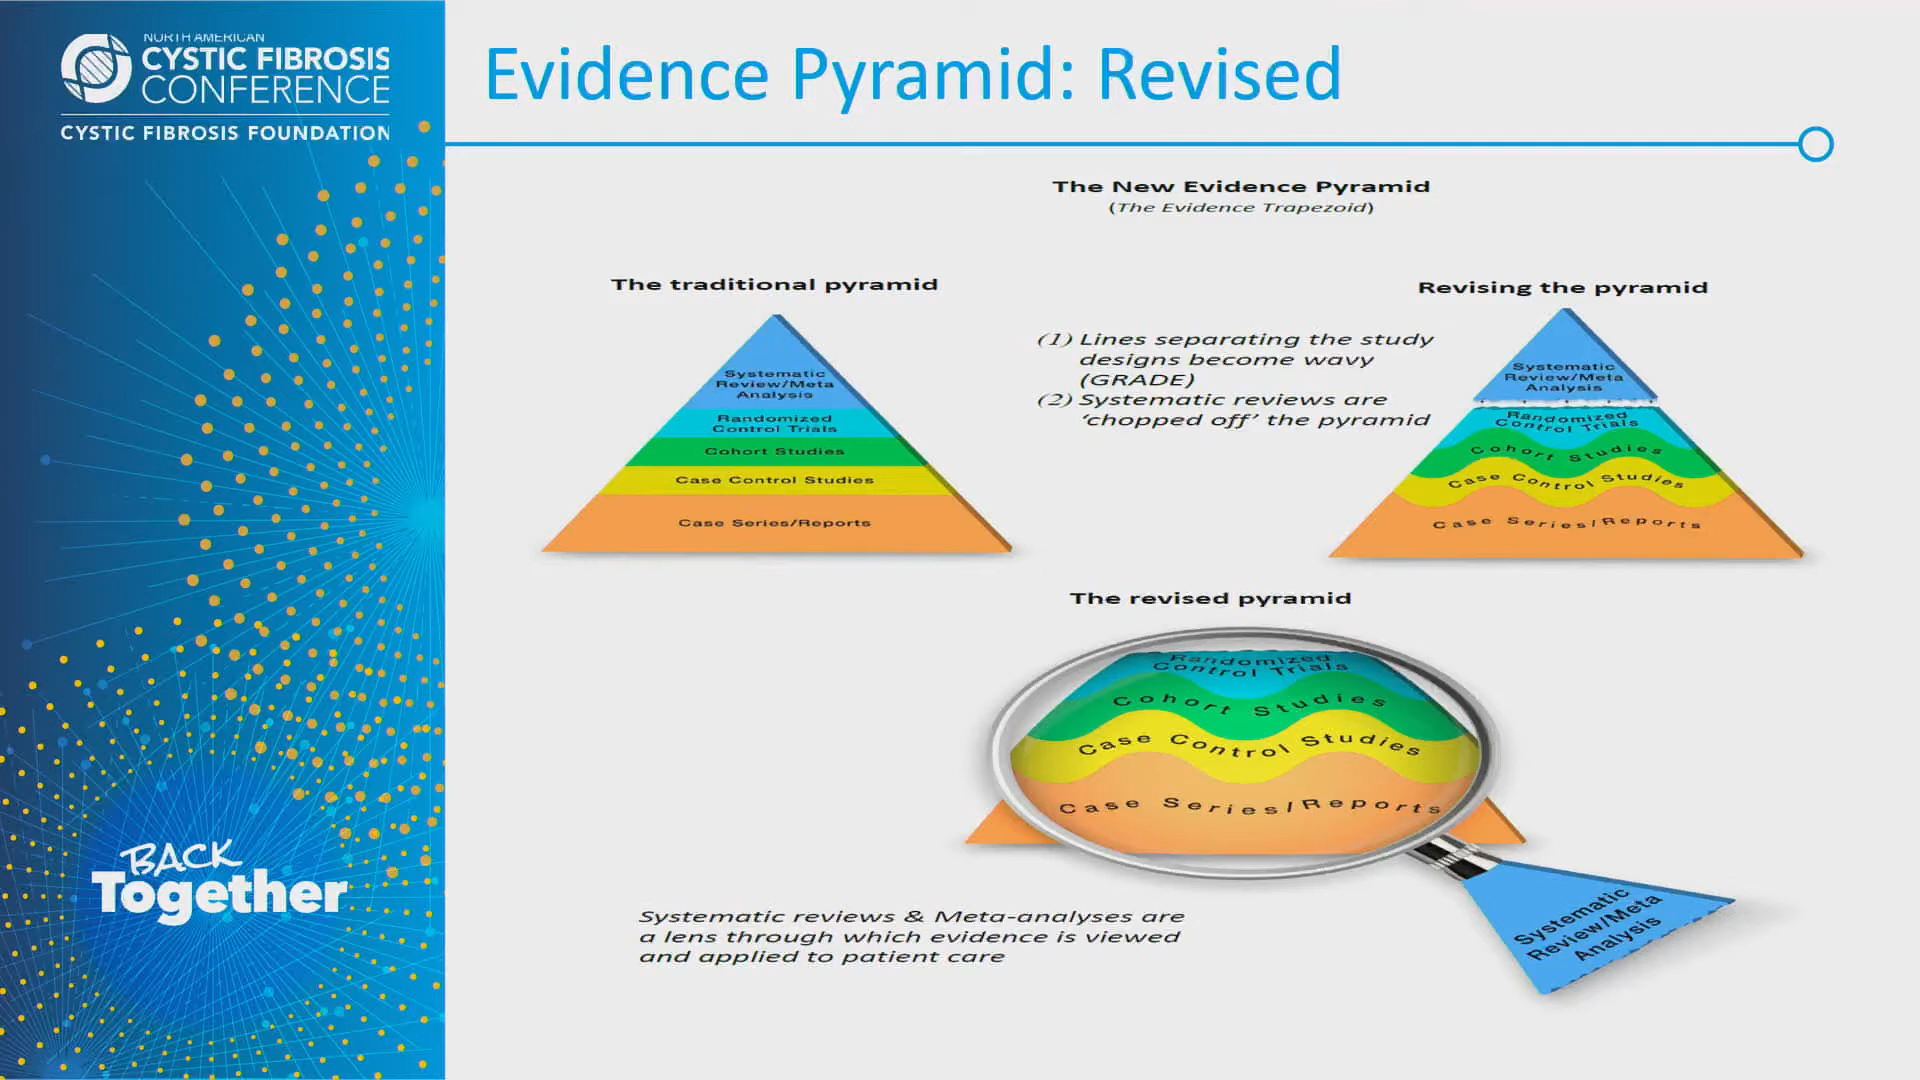 NORTH AMERICAN
CYSTIC FIBROSIS
CONFERENCE
CYSTIC FIBROSIS FOUNDATION
BACK
Together
Evidence Pyramid: Revised
The New Evidence Pyramid
(The Evidence Trapezoid)
The traditional pyramid
Systematic
Review/Meta
Analysis
Randomized
Control Trials
Cohort Studies
Case Control Studies
Case Series/Reports
(1) Lines separating the study
designs become wavy
(GRADE)
(2) Systematic reviews are
‘chopped off’ the pyramid
Revising the pyramid
Systematic
Review/Meta
Analysis
Randomized
Control Trials
Cohort Studies
Case Control Studies
Case Series/Reports
The revised pyramid
Randomized
Control Trials
Cohort Studies
Case Control Studies
Case Series/Reports
Systematic
Review/Meta
Analysis
Systematic reviews & Meta-analyses are
a lens through which evidence is viewed
and applied to patient care